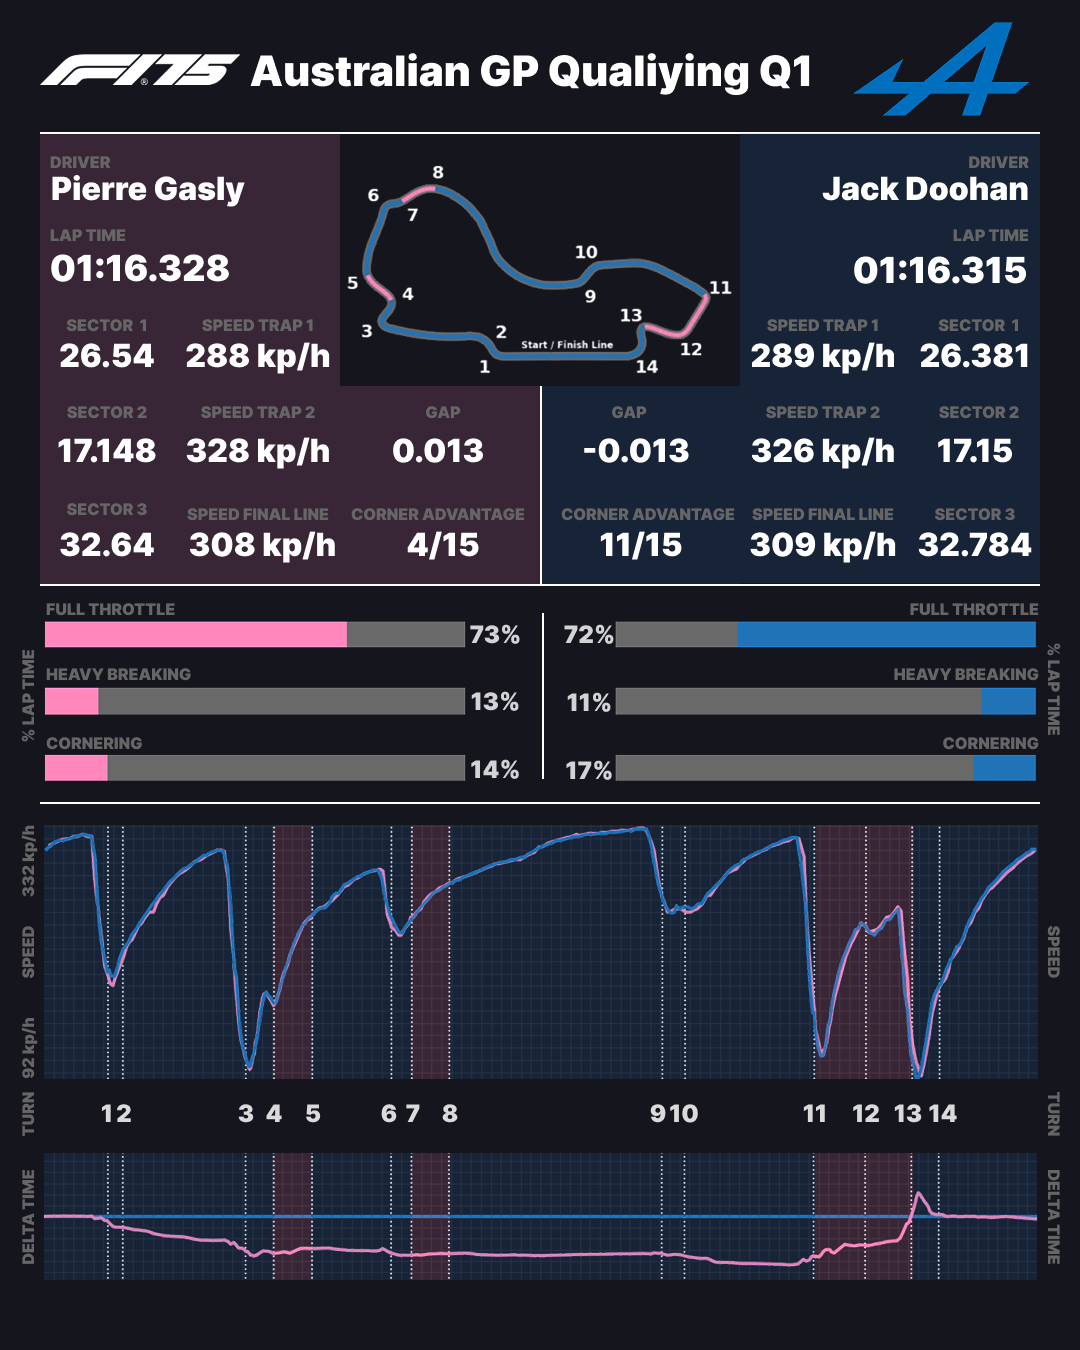 F1 75® Australian GP Qualiying Q1
DRIVER
Pierre Gasly
LAP TIME
01:16.328
SECTOR 1 SPEED TRAP 1
26.54 288 kp/h
SECTOR 2 SPEED TRAP 2 GAP
17.148 328 kp/h 0.013
SECTOR 3 SPEED FINAL LINE CORNER ADVANTAGE
32.64 308 kp/h 4/15
8
6
7
5
4
3
2
1
10
9
11
13
12
14
Start / Finish Line
DRIVER
Jack Doohan
LAP TIME
01:16.315
SPEED TRAP 1 SECTOR 1
289 kp/h 26.381
GAP SPEED TRAP 2 SECTOR 2
-0.013 326 kp/h 17.15
CORNER ADVANTAGE SPEED FINAL LINE SECTOR 3
11/15 309 kp/h 32.784
% LAP TIME
FULL THROTTLE
73%
HEAVY BREAKING
13%
CORNERING
14%
FULL THROTTLE
72%
HEAVY BREAKING
11%
CORNERING
17%
% LAP TIME
332 kp/h
SPEED
92 kp/h
SPEED
TURN
1 2 3 4 5 6 7 8 9 10 11 12 13 14
TURN
DELTA TIME
DELTA TIME